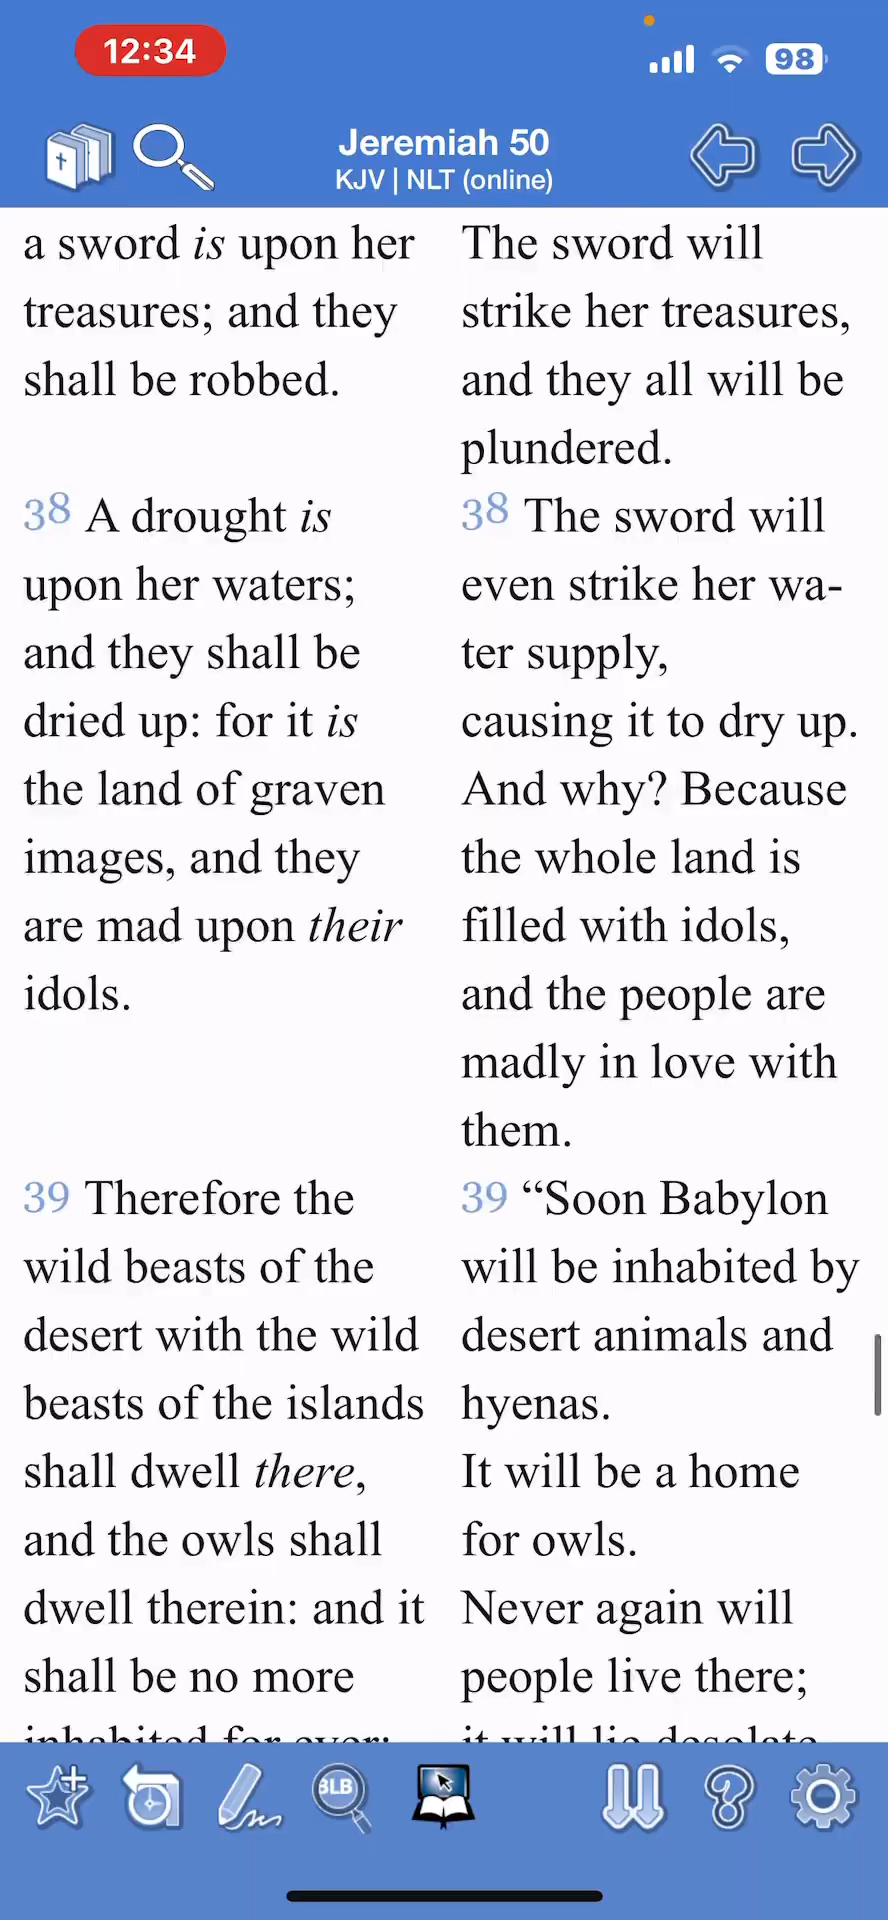 12:34
98
Jeremiah 50
KJV | NLT (online)
a sword is upon her
treasures; and they
shall be robbed.
38 A drought is
upon her waters;
and they shall be
dried up: for it is
the land of graven
images, and they
are mad upon their
idols.
39 Therefore the
wild beasts of the
desert with the wild
beasts of the islands
shall dwell there,
and the owls shall
dwell therein: and it
shall be no more
inhabited for ever:
The sword will
strike her treasures,
and they all will be
plundered.
38 The sword will
even strike her wa-
ter supply,
causing it to dry up.
And why? Because
the whole land is
filled with idols,
and the people are
madly in love with
them.
39 “Soon Babylon
will be inhabited by
desert animals and
hyenas.
It will be a home
for owls.
Never again will
people live there;
it will lie desolate
BLB